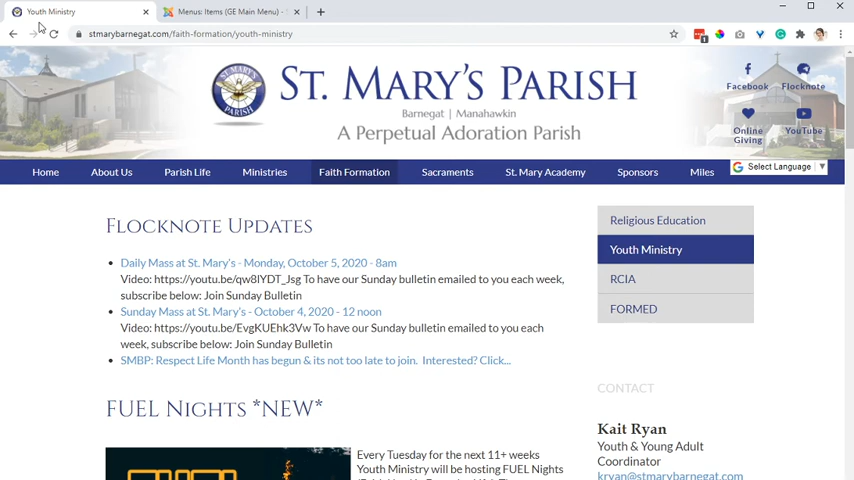 Youth Ministry
Menus: Items (GE Main Menu) - S
stmarybarnegat.com/faith-formation/youth-ministry
1
ST. MARY PARISH
ST. MARY'S PARISH
Barnegat | Manahawkin
A Perpetual Adoration Parish
Facebook
Flocknote
Online
Giving
YouTube
Home
About Us
Parish Life
Ministries
Faith Formation
Sacraments
St. Mary Academy
Sponsors
Miles
G Select Language
FLOCKNOTE UPDATES
Daily Mass at St. Mary's - Monday, October 5, 2020 - 8am
Video: https://youtu.be/qw8lYDT_Jsg To have our Sunday bulletin emailed to you each week,
subscribe below: Join Sunday Bulletin
Sunday Mass at St. Mary's - October 4, 2020 - 12 noon
Video: https://youtu.be/EvgKUEhk3Vw To have our Sunday bulletin emailed to you each
week, subscribe below: Join Sunday Bulletin
SMBP: Respect Life Month has begun & its not too late to join. Interested? Click...
Religious Education
Youth Ministry
RCIA
FORMED
CONTACT
Kait Ryan
Youth & Young Adult
Coordinator
kryan@stmarybarnegat.com
FUEL NIGHTS *NEW*
Every Tuesday for the next 11+ weeks
Youth Ministry will be hosting FUEL Nights